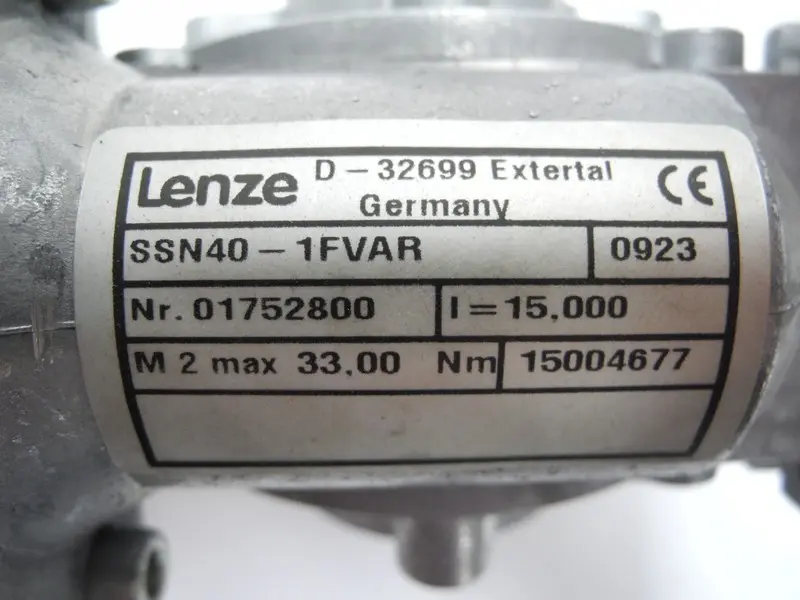 Lenze D-32699 Extertal CE
Germany
SSN40-1FVAR 0923
Nr. 01752800 I=15,000
M 2 max 33,00 Nm 15004677